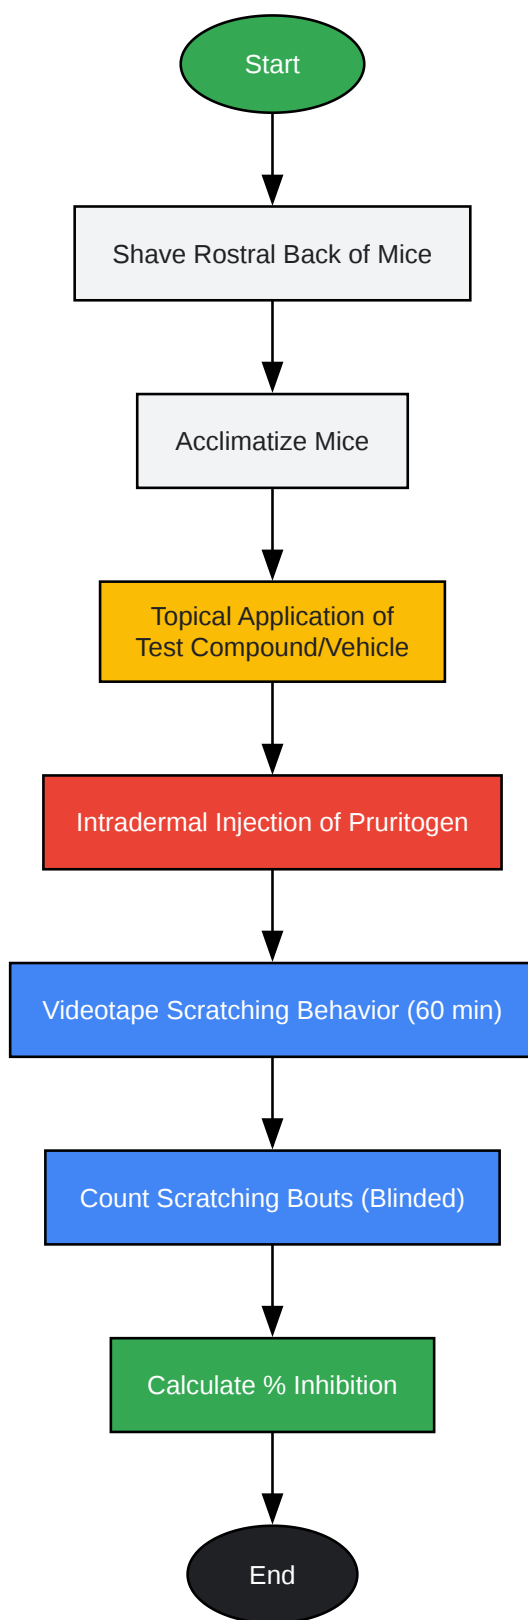 Start
Shave Rostral Back of Mice
Acclimatize Mice
Topical Application of
Test Compound/Vehicle
Intradermal Injection of Pruritogen
Videotape Scratching Behavior (60 min)
Count Scratching Bouts (Blinded)
Calculate % Inhibition
End